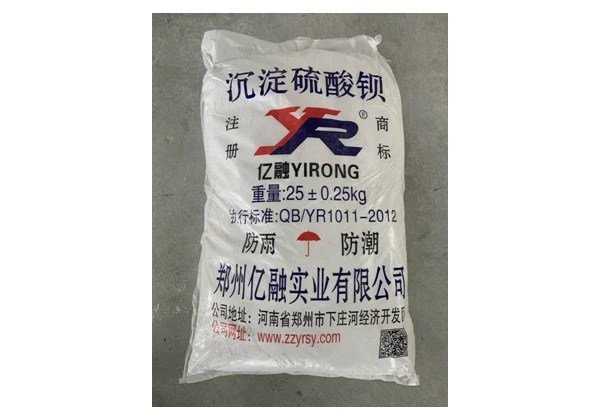 沉淀硫酸钡
注册 YR® 商标
亿融YIRONG
重量:25±0.25kg
执行标准:QB/YR1011-2012
防雨 防潮
郑州亿融实业有限公司
公司地址：河南省郑州市下庄河经济开发
公司网址：www.zzyrsy.com